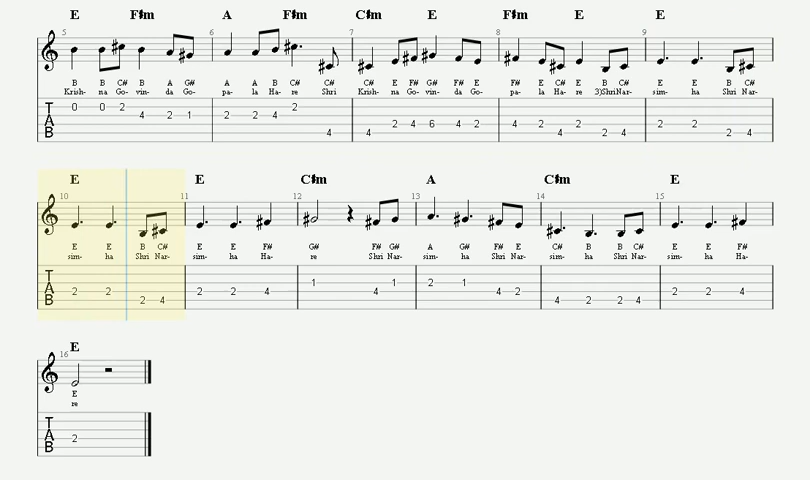 E F♯m A F♯m C♯m E F♯m E E
5 6 7 8 9
B B C# B A G# A A B C# C# C# E F# G# F# E F# E C# E B C# E E B C#
Krish- na Go- vin- da Go- pa- la Ha- re Shri Krish- na Go- vin- da Go- pa- la Ha- re 3)Shri Nar- sim- ha Shri Nar-
T 0 0 2 2
A 4 2 1 2 2 4
B 4 4 2 4 6 4 2 4 2 4 2 2 4 2 2 2 4
E E C♯m A C♯m E
10 11 12 13 14 15
E E B C# E E F# G# F# G# A G# F# E C# B B C# E E F#
sim- ha Shri Nar- sim- ha Ha- re Shri Nar- sim- ha Shri Nar- sim- ha Shri Nar- sim- ha Ha-
T
A 1 1 2 1
B 2 2 2 4 2 2 4 4 4 2 4 2 2 4 2 2 4
E
16
E
re
T
A
B 2